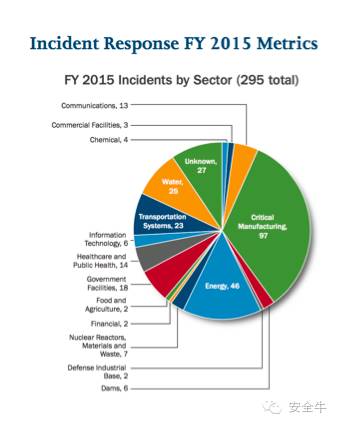 Incident Response FY 2015 Metrics
FY 2015 Incidents by Sector (295 total)
Communications, 13
Commercial Facilities, 3
Chemical, 4
Unknown,
27
Water,
25
Critical
Manufacturing,
97
Transportation
Systems, 23
Information
Technology, 6
Healthcare and
Public Health, 14
Government
Facilities, 18
Energy, 46
Food and
Agriculture, 2
Financial, 2
Nuclear Reactors,
Materials and
Waste, 7
Defense Industrial
Base, 2
Dams, 6
安全牛